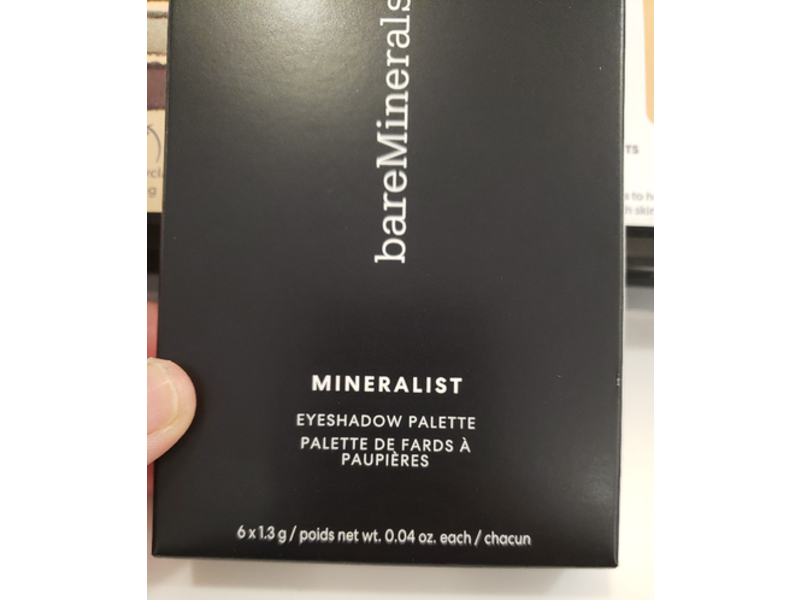 bareMinerals
MINERALIST
EYESHADOW PALETTE
PALETTE DE FARDS À
PAUPIÈRES
6 x 1.3 g / poids net wt. 0.04 oz. each / chacun